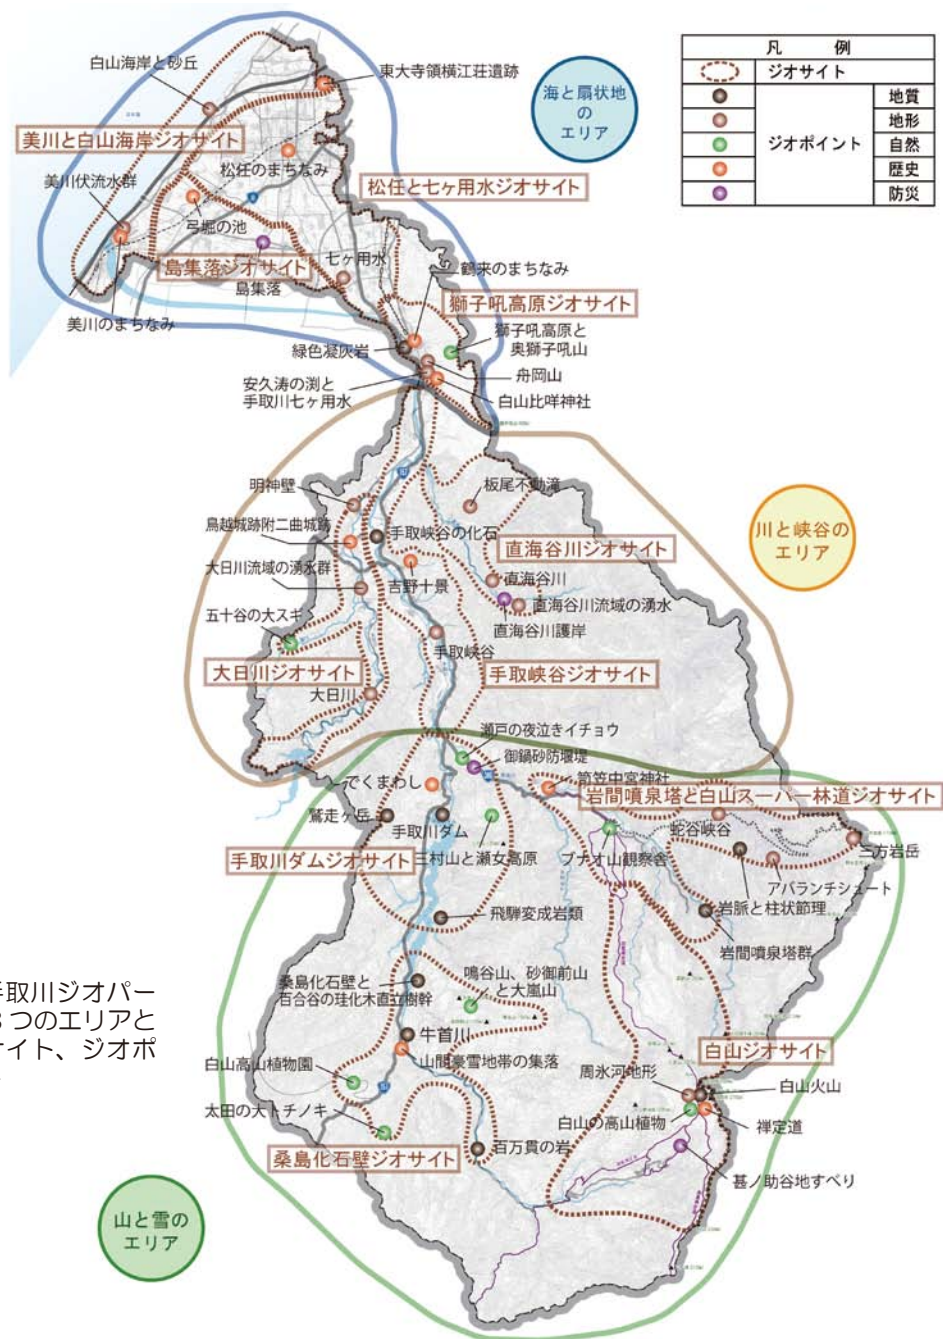 凡 例
ジオサイト
ジオポイント
地質
地形
自然
歴史
防災
海と扇状地
の
エリア
白山海岸と砂丘
東大寺領横江荘遺跡
美川と白山海岸ジオサイト
松任のまちなみ
美川伏流水群
松任と七ヶ用水ジオサイト
弓堀の池
島集落ジオサイト
島集落
七ヶ用水
鶴来のまちなみ
獅子吼高原ジオサイト
美川のまちなみ
緑色凝灰岩
獅子吼高原と
奥獅子吼山
舟岡山
安久涛の渕と
手取川七ヶ用水
白山比咩神社
川と峡谷の
エリア
明神壁
板尾不動滝
鳥越城跡附二曲城跡
手取峡谷の化石
直海谷川ジオサイト
大日川流域の湧水群
吉野十景
直海谷川
五十谷の大スギ
直海谷川流域の湧水
直海谷川護岸
手取峡谷
大日川ジオサイト
手取峡谷ジオサイト
大日川
瀬戸の夜泣きイチョウ
御鍋砂防堰堤
でくまわし
笥笠中宮神社
岩間噴泉塔と白山スーパー林道ジオサイト
鷲走ヶ岳
手取川ダム
蛇谷峡谷
三方岩岳
手取川ダムジオサイト
三村山と瀬女高原
ブナオ山観察舎
アバランチシュート
岩脈と柱状節理
飛騨変成岩類
岩間噴泉塔群
手取川ジオパー
つのエリアと
イト、ジオポ
桑島化石壁と
百合谷の珪化木直立樹幹
鳴谷山、砂御前山
と大嵐山
牛首川
白山ジオサイト
白山高山植物園
山間豪雪地帯の集落
周氷河地形
白山火山
太田の大トチノキ
白山の高山植物
禅定道
桑島化石壁ジオサイト
百万貫の岩
甚ノ助谷地すべり
山と雪の
エリア